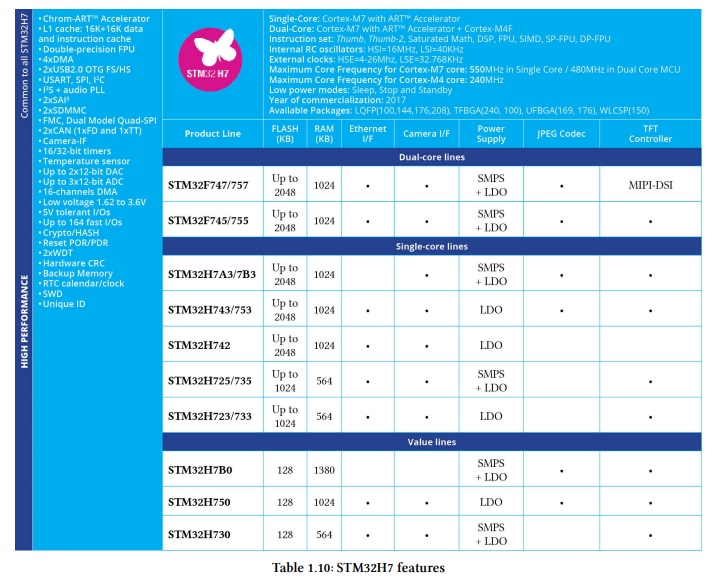 Common to all STM32H7
HIGH PERFORMANCE
• Chrom-ART™ Accelerator
• L1 cache: 16K+16K data
and instruction cache
• Double-precision FPU
• 4xDMA
• 2xUSB2.0 OTG FS/HS
• USART, SPI, I²C
• I²S + audio PLL
• 2xSAI³
• 2xSDMMC
• FMC, Dual Model Quad-SPI
• 2xCAN (1xFD and 1xTT)
• Camera-IF
• 16/32-bit timers
• Temperature sensor
• Up to 2x12-bit DAC
• Up to 3x12-bit ADC
• 16-channels DMA
• Low voltage 1.62 to 3.6V
• 5V tolerant I/Os
• Up to 164 fast I/Os
• Crypto/HASH
• Reset POR/PDR
• 2xWDT
• Hardware CRC
• Backup Memory
• RTC calendar/clock
• SWD
• Unique ID
STM32 H7
Single-Core: Cortex-M7 with ART™ Accelerator
Dual-Core: Cortex-M7 with ART™ Accelerator + Cortex-M4F
Instruction set: Thumb, Thumb-2, Saturated Math, DSP, FPU, SIMD, SP-FPU, DP-FPU
Internal RC oscillators: HSI=16MHz, LSI=40KHz
External clocks: HSE=4-26Mhz, LSE=32.768KHz
Maximum Core Frequency for Cortex-M7 core: 550MHz in Single Core / 480MHz in Dual Core MCU
Maximum Core Frequency for Cortex-M4 core: 240MHz
Low power modes: Sleep, Stop and Standby
Year of commercialization: 2017
Available Packages: LQFP(100,144,176,208), TFBGA(240, 100), UFBGA(169, 176), WLCSP(150)
Product Line FLASH (KB) RAM (KB) Ethernet I/F Camera I/F Power Supply JPEG Codec TFT Controller
Dual-core lines
STM32F747/757 Up to 2048 1024 • • SMPS + LDO • MIPI-DSI
STM32F745/755 Up to 2048 1024 • • SMPS + LDO • •
Single-core lines
STM32H7A3/7B3 Up to 2048 1024 • SMPS + LDO • •
STM32H743/753 Up to 2048 1024 • • LDO • •
STM32H742 Up to 2048 1024 • • LDO
STM32H725/735 Up to 1024 564 • • SMPS + LDO •
STM32H723/733 Up to 1024 564 • • LDO •
Value lines
STM32H7B0 128 1380 SMPS + LDO • •
STM32H750 128 1024 • • LDO • •
STM32H730 128 564 • • SMPS + LDO •
Table 1.10: STM32H7 features